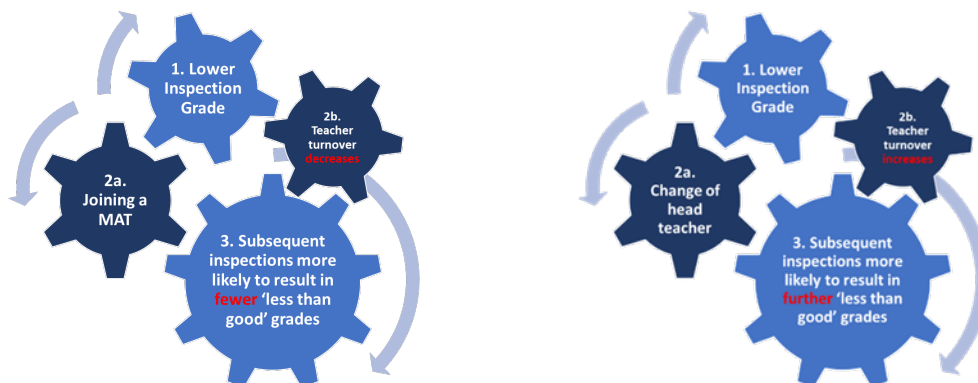 1. Lower
Inspection
Grade
2b.
Teacher
turnover
decreases
2a.
Joining a
MAT
3. Subsequent
inspections more
likely to result in
fewer ‘less than
good’ grades
1. Lower
Inspection
Grade
2b.
Teacher
turnover
increases
2a.
Change of
head
teacher
3. Subsequent
inspections more
likely to result in
further ‘less than
good’ grades